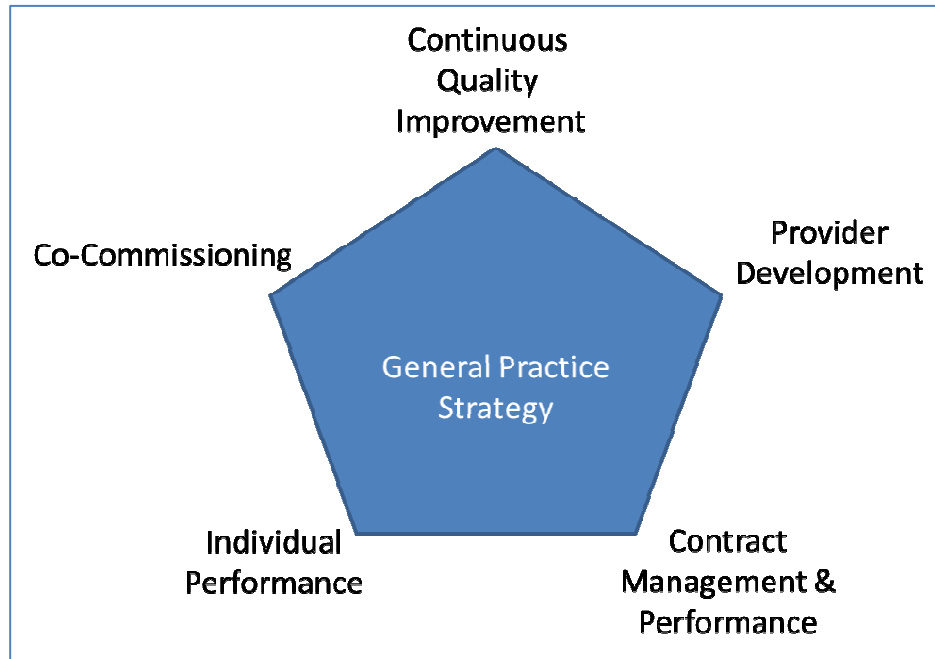 Continuous
Quality
Improvement
Provider
Development
Co-Commissioning
General Practice
Strategy
Individual
Performance
Contract
Management &
Performance